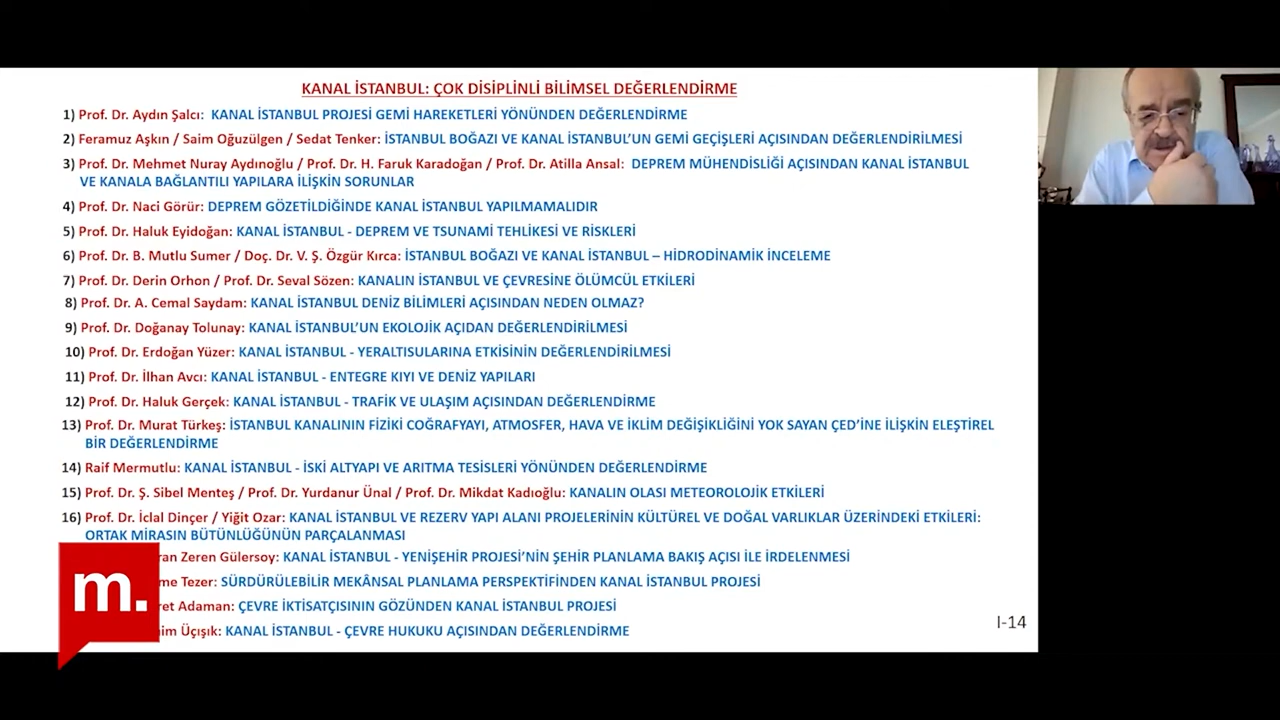 KANAL İSTANBUL: ÇOK DİSİPLİNLİ BİLİMSEL DEĞERLENDİRME
1) Prof. Dr. Aydın Şalcı: KANAL İSTANBUL PROJESİ GEMİ HAREKETLERİ YÖNÜNDEN DEĞERLENDİRME
2) Feramuz Aşkın / Saim Oğuzülgen / Sedat Tenker: İSTANBUL BOĞAZI VE KANAL İSTANBUL’UN GEMİ GEÇİŞLERİ AÇISINDAN DEĞERLENDİRİLMESİ
3) Prof. Dr. Mehmet Nuray Aydınoğlu / Prof. Dr. H. Faruk Karadoğan / Prof. Dr. Atilla Ansal: DEPREM MÜHENDİSLİĞİ AÇISINDAN KANAL İSTANBUL
VE KANALA BAĞLANTILI YAPILARA İLİŞKİN SORUNLAR
4) Prof. Dr. Naci Görür: DEPREM GÖZETİLDİĞİNDE KANAL İSTANBUL YAPILMAMALIDIR
5) Prof. Dr. Haluk Eyidoğan: KANAL İSTANBUL - DEPREM VE TSUNAMİ TEHLİKESİ VE RİSKLERİ
6) Prof. Dr. B. Mutlu Sumer / Doç. Dr. V. Ş. Özgür Kırca: İSTANBUL BOĞAZI VE KANAL İSTANBUL – HİDRODİNAMİK İNCELEME
7) Prof. Dr. Derin Orhon / Prof. Dr. Seval Sözen: KANALIN İSTANBUL VE ÇEVRESİNE ÖLÜMCÜL ETKİLERİ
8) Prof. Dr. A. Cemal Saydam: KANAL İSTANBUL DENİZ BİLİMLERİ AÇISINDAN NEDEN OLMAZ?
9) Prof. Dr. Doğanay Tolunay: KANAL İSTANBUL’UN EKOLOJİK AÇIDAN DEĞERLENDİRİLMESİ
10) Prof. Dr. Erdoğan Yüzer: KANAL İSTANBUL - YERALTISULARINA ETKİSİNİN DEĞERLENDİRİLMESİ
11) Prof. Dr. İlhan Avcı: KANAL İSTANBUL - ENTEGRE KIYI VE DENİZ YAPILARI
12) Prof. Dr. Haluk Gerçek: KANAL İSTANBUL - TRAFİK VE ULAŞIM AÇISINDAN DEĞERLENDİRME
13) Prof. Dr. Murat Türkeş: İSTANBUL KANALININ FİZİKİ COĞRAFYAYI, ATMOSFER, HAVA VE İKLİM DEĞİŞİKLİĞİNİ YOK SAYAN ÇED’İNE İLİŞKİN ELEŞTİREL
BİR DEĞERLENDİRME
14) Raif Mermutlu: KANAL İSTANBUL - İSKİ ALTYAPI VE ARITMA TESİSLERİ YÖNÜNDEN DEĞERLENDİRME
15) Prof. Dr. Ş. Sibel Menteş / Prof. Dr. Yurdanur Ünal / Prof. Dr. Mikdat Kadıoğlu: KANALIN OLASI METEOROLOJİK ETKİLERİ
16) Prof. Dr. İclal Dinçer / Yiğit Ozar: KANAL İSTANBUL VE REZERV YAPI ALANI PROJELERİNİN KÜLTÜREL VE DOĞAL VARLIKLAR ÜZERİNDEKİ ETKİLERİ:
ORTAK MİRASIN BÜTÜNLÜĞÜNÜN PARÇALANMASI
ran Zeren Gülersoy: KANAL İSTANBUL - YENİŞEHİR PROJESİ’NİN ŞEHİR PLANLAMA BAKIŞ AÇISI İLE İRDELENMESİ
me Tezer: SÜRDÜRÜLEBİLİR MEKÂNSAL PLANLAMA PERSPEKTİFİNDEN KANAL İSTANBUL PROJESİ
ret Adaman: ÇEVRE İKTİSATÇISININ GÖZÜNDEN KANAL İSTANBUL PROJESİ
him Üçışık: KANAL İSTANBUL - ÇEVRE HUKUKU AÇISINDAN DEĞERLENDİRME
I-14
m.